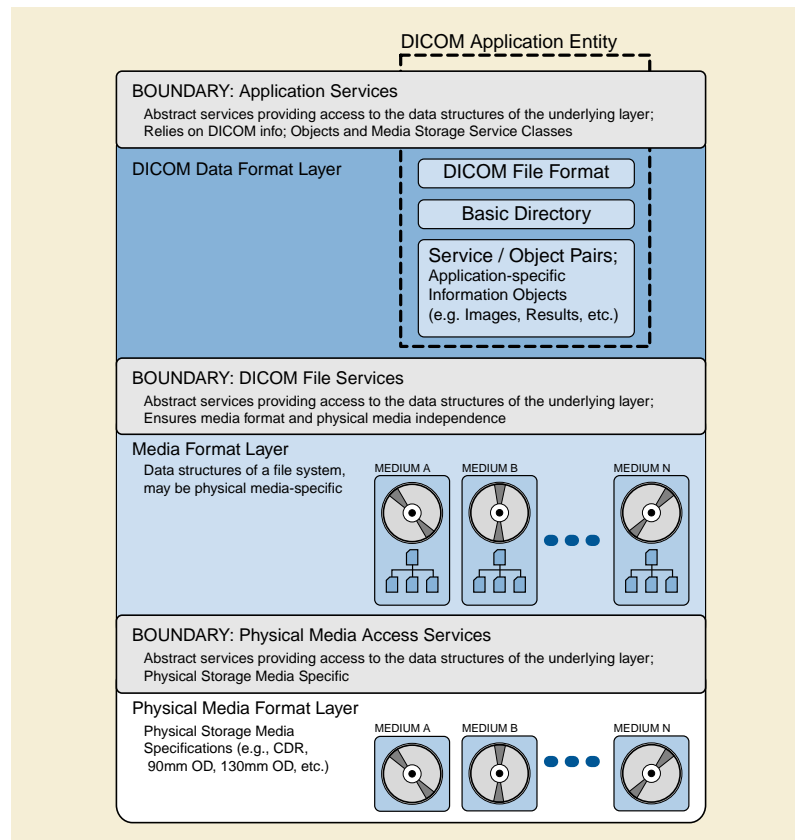 DICOM Application Entity
BOUNDARY: Application Services
Abstract services providing access to the data structures of the underlying layer;
Relies on DICOM info; Objects and Media Storage Service Classes
DICOM Data Format Layer
DICOM File Format
Basic Directory
Service / Object Pairs;
Application-specific
Information Objects
(e.g. Images, Results, etc.)
BOUNDARY: DICOM File Services
Abstract services providing access to the data structures of the underlying layer;
Ensures media format and physical media independence
Media Format Layer
Data structures of a file system,
may be physical media-specific
MEDIUM A
MEDIUM B
MEDIUM N
BOUNDARY: Physical Media Access Services
Abstract services providing access to the data structures of the underlying layer;
Physical Storage Media Specific
Physical Media Format Layer
Physical Storage Media
Specifications (e.g., CDR,
90mm OD, 130mm OD, etc.)
MEDIUM A
MEDIUM B
MEDIUM N